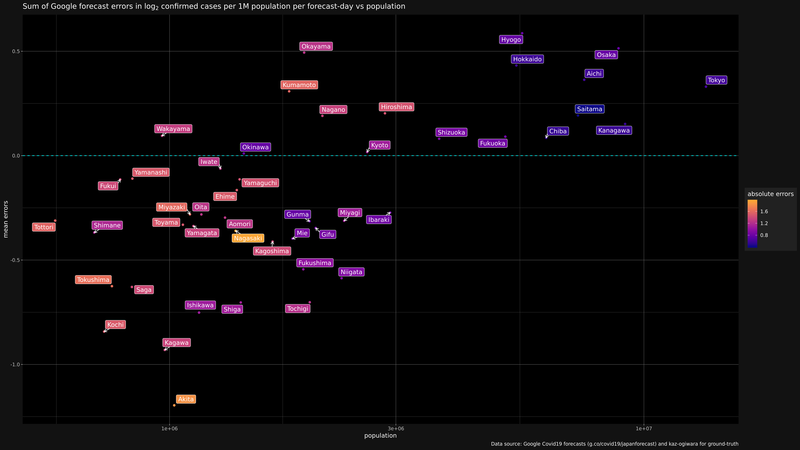 Sum of Google forecast errors in log₂ confirmed cases per 1M population per forecast-day vs population
Hyogo
Okayama
Osaka
Hokkaido
Aichi
Tokyo
Kumamoto
Hiroshima
Nagano
Saitama
Wakayama
Shizuoka
Chiba
Kanagawa
Fukuoka
Kyoto
Okinawa
Iwate
Yamanashi
Fukui
Yamaguchi
Ehime
Miyazaki
Oita
Gunma
Miyagi
Ibaraki
Tottori
Shimane
Toyama
Aomori
Yamagata
Nagasaki
Mie
Gifu
Kagoshima
Fukushima
Niigata
Tokushima
Saga
Ishikawa
Shiga
Tochigi
Kochi
Kagawa
Akita
0.5
0.0
-0.5
-1.0
mean errors
1e+06
3e+06
1e+07
population
absolute errors
1.6
1.2
0.8
Data source: Google Covid19 forecasts (g.co/covid19/japanforecast) and kaz-ogiwara for ground-truth